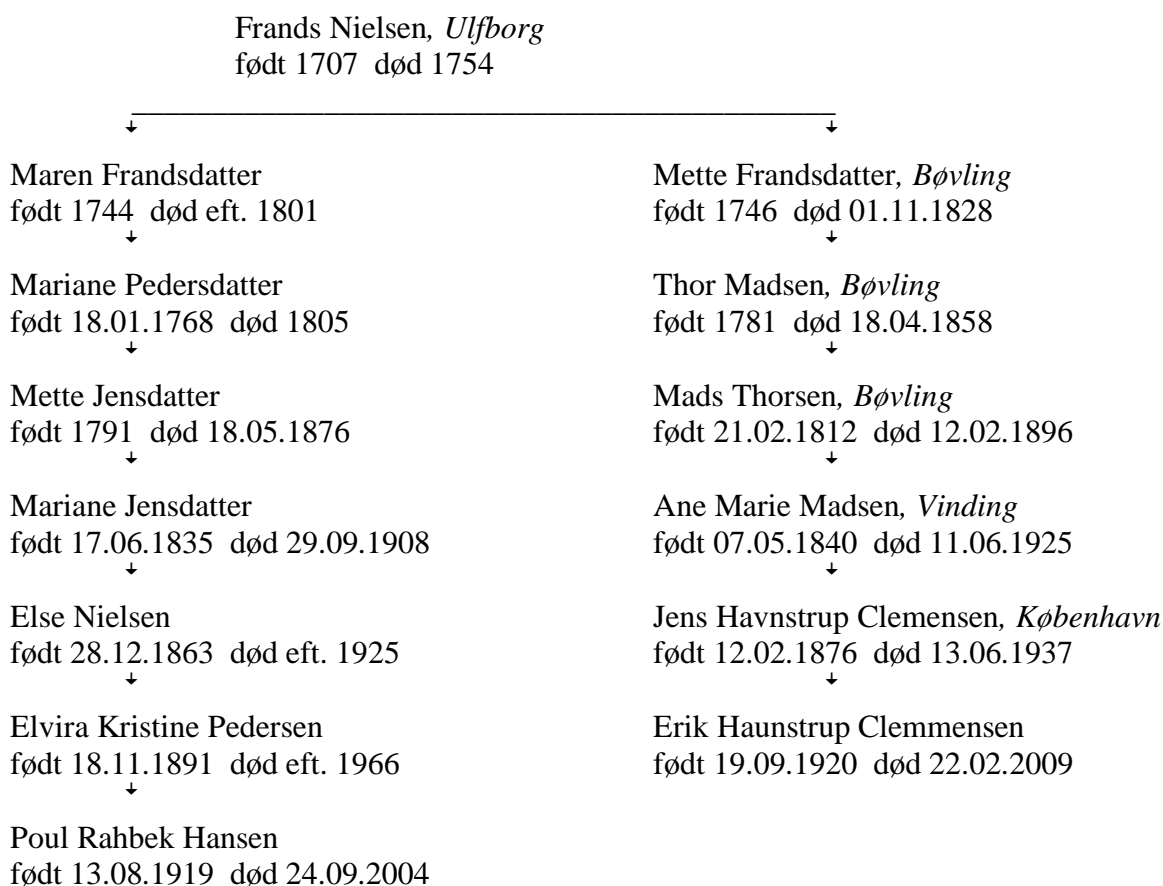 Frands Nielsen, Ulfborg
født 1707 død 1754
Maren Frandsdatter
født 1744 død eft. 1801
Mette Frandsdatter, Bøvling
født 1746 død 01.11.1828
Mariane Pedersdatter
født 18.01.1768 død 1805
Thor Madsen, Bøvling
født 1781 død 18.04.1858
Mette Jensdatter
født 1791 død 18.05.1876
Mads Thorsen, Bøvling
født 21.02.1812 død 12.02.1896
Mariane Jensdatter
født 17.06.1835 død 29.09.1908
Ane Marie Madsen, Vinding
født 07.05.1840 død 11.06.1925
Else Nielsen
født 28.12.1863 død eft. 1925
Jens Havnstrup Clemensen, København
født 12.02.1876 død 13.06.1937
Elvira Kristine Pedersen
født 18.11.1891 død eft. 1966
Erik Haunstrup Clemmensen
født 19.09.1920 død 22.02.2009
Poul Rahbek Hansen
født 13.08.1919 død 24.09.2004